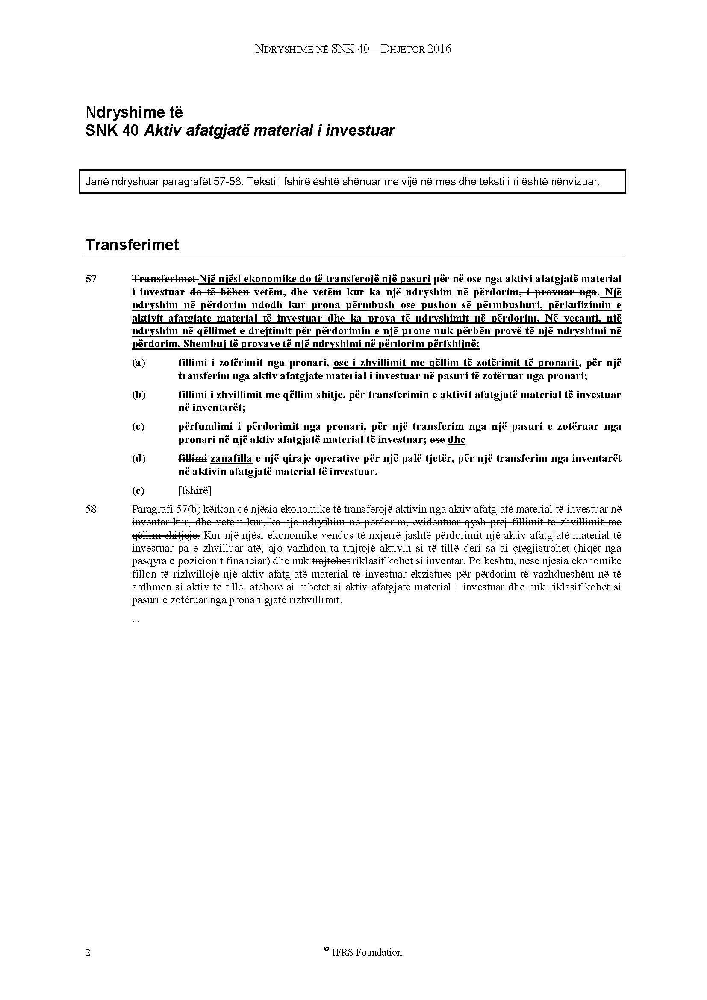 NDRYSHIME NË SNK 40—DHJETOR 2016
Ndryshime të
SNK 40 Aktiv afatgjatë material i investuar
Janë ndryshuar paragrafët 57-58. Teksti i fshirë është shënuar me vijë në mes dhe teksti i ri është nënvizuar.
Transferimet
57 Transferimet Një njësi ekonomike do të transferojë një pasuri për në ose nga aktivi afatgjatë material
i investuar do të bëhen vetëm, dhe vetëm kur ka një ndryshim në përdorim, i provuar nga. Një
ndryshim në përdorim ndodh kur prona përmbush ose pushon së përmbushuri, përkufizimin e
aktivit afatgjate material të investuar dhe ka prova të ndryshimit në përdorim. Në veçanti, një
ndryshim në qëllimet e drejtimit për përdorimin e një prone nuk përbën provë të një ndryshimi në
përdorim. Shembuj të provave të një ndryshimi në përdorim përfshijnë:
(a) fillimi i zotërimit nga pronari, ose i zhvillimit me qëllim të zotërimit të pronarit, për një
transferim nga aktiv afatgjate material i investuar në pasuri të zotëruar nga pronari;
(b) fillimi i zhvillimit me qëllim shitje, për transferimin e aktivit afatgjatë material të investuar
në inventarët;
(c) përfundimi i përdorimit nga pronari, për një transferim nga një pasuri e zotëruar nga
pronari në një aktiv afatgjatë material të investuar; ose dhe
(d) fillimi zanafilla e një qiraje operative për një palë tjetër, për një transferim nga inventarët
në aktivin afatgjatë material të investuar.
(e) [fshirë]
58 Paragrafi 57(b) kërkon që njësia ekonomike të transferojë aktivin nga aktiv afatgjatë material të investuar në
inventar kur, dhe vetëm kur, ka një ndryshim në përdorim, evidentuar qysh prej fillimit të zhvillimit me
qëllim shitjeje. Kur një njësi ekonomike vendos të nxjerrë jashtë përdorimit një aktiv afatgjatë material të
investuar pa e zhvilluar atë, ajo vazhdon ta trajtojë aktivin si të tillë deri sa ai çregjistrohet (hiqet nga
pasqyra e pozicionit financiar) dhe nuk trajtohet riklasifikohet si inventar. Po kështu, nëse njësia ekonomike
fillon të rizhvillojë një aktiv afatgjatë material të investuar ekzistues për përdorim të vazhdueshëm në të
ardhmen si aktiv të tillë, atëherë ai mbetet si aktiv afatgjatë material i investuar dhe nuk riklasifikohet si
pasuri e zotëruar nga pronari gjatë rizhvillimit.
...
2 © IFRS Foundation